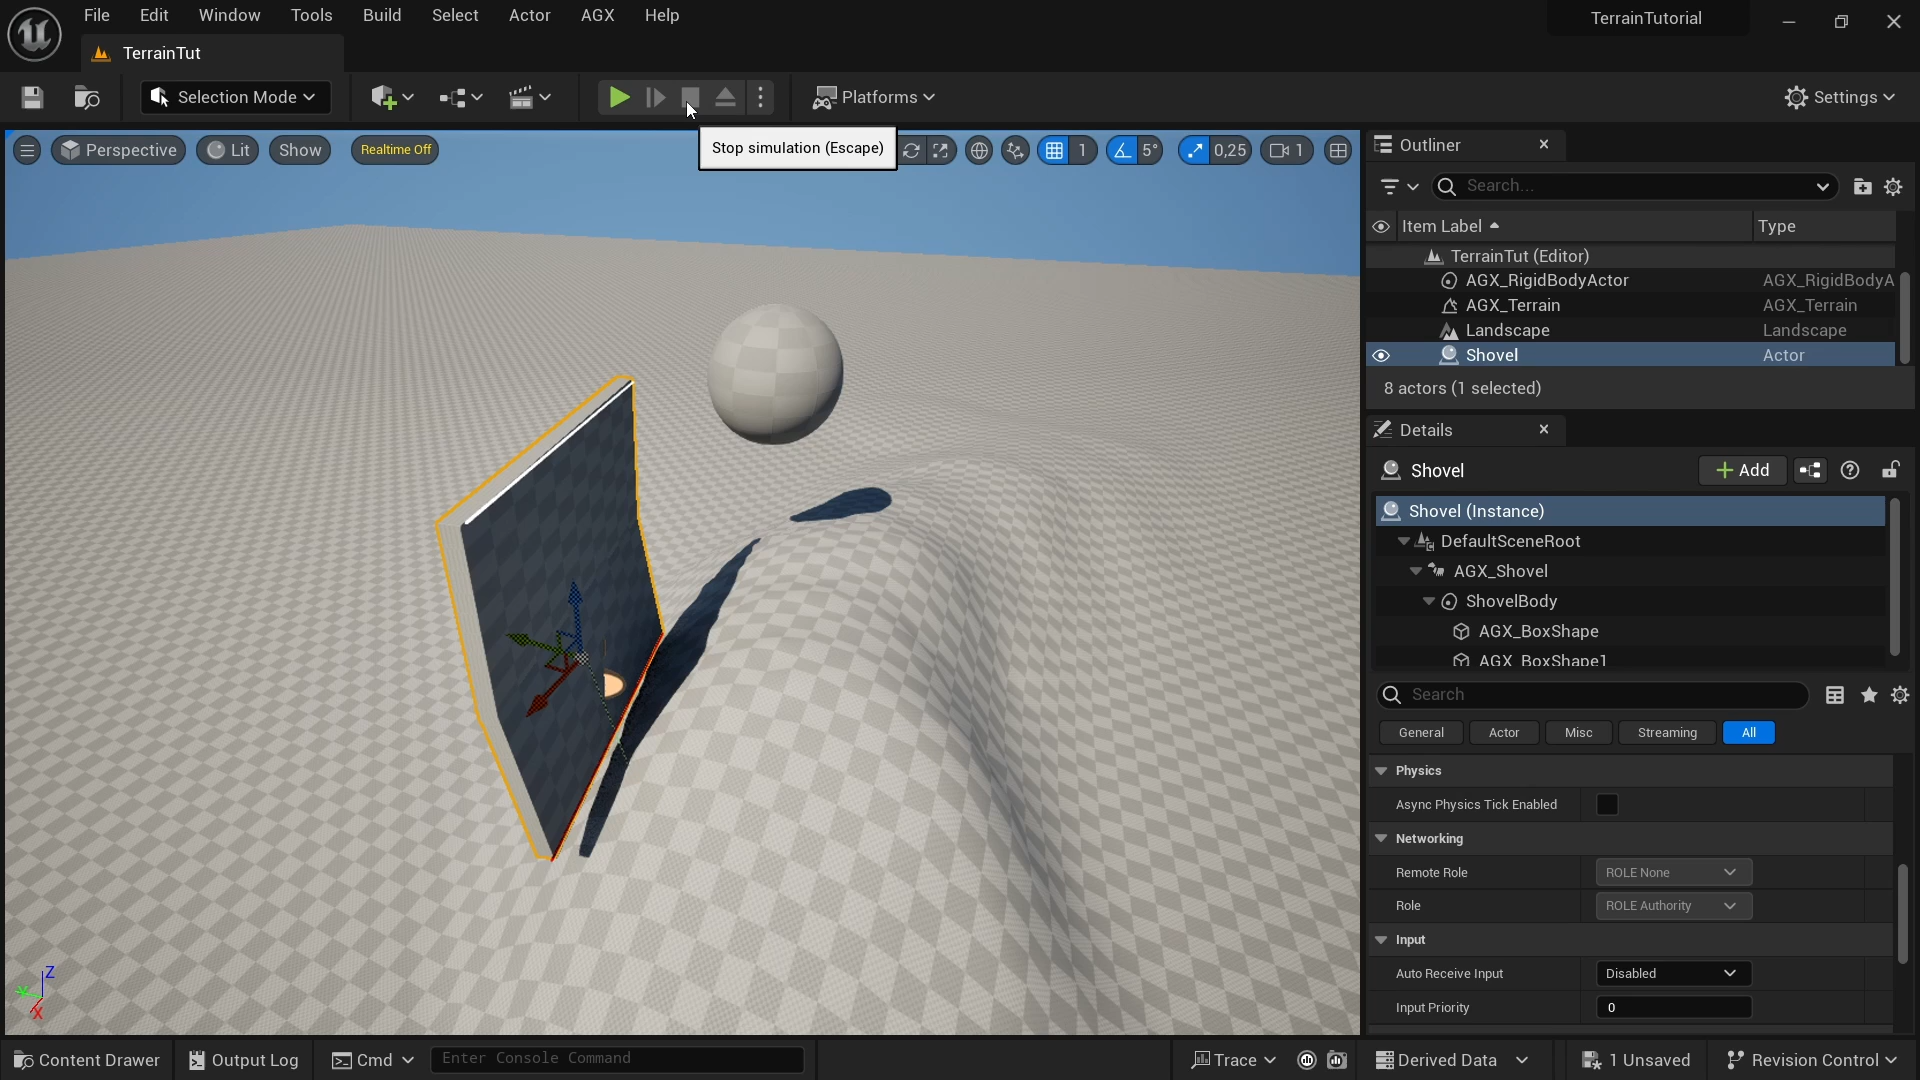 File Edit Window Tools Build Select Actor AGX Help
TerrainTutorial
TerrainTut
Selection Mode
Platforms
Settings
Perspective Lit Show Realtime Off
Stop simulation (Escape)
1 5° 0,25 1
Outliner
Search...
Item Label Type
TerrainTut (Editor)
AGX_RigidBodyActor AGX_RigidBodyA
AGX_Terrain AGX_Terrain
Landscape Landscape
Shovel Actor
8 actors (1 selected)
Details
Shovel Add
Shovel (Instance)
DefaultSceneRoot
AGX_Shovel
ShovelBody
AGX_BoxShape
AGX_BoxShape1
Search
General Actor Misc Streaming All
Physics
Async Physics Tick Enabled
Networking
Remote Role ROLE None
Role ROLE Authority
Input
Auto Receive Input Disabled
Input Priority 0
Z
Y
X
Content Drawer Output Log Cmd Enter Console Command Trace Derived Data 1 Unsaved Revision Control